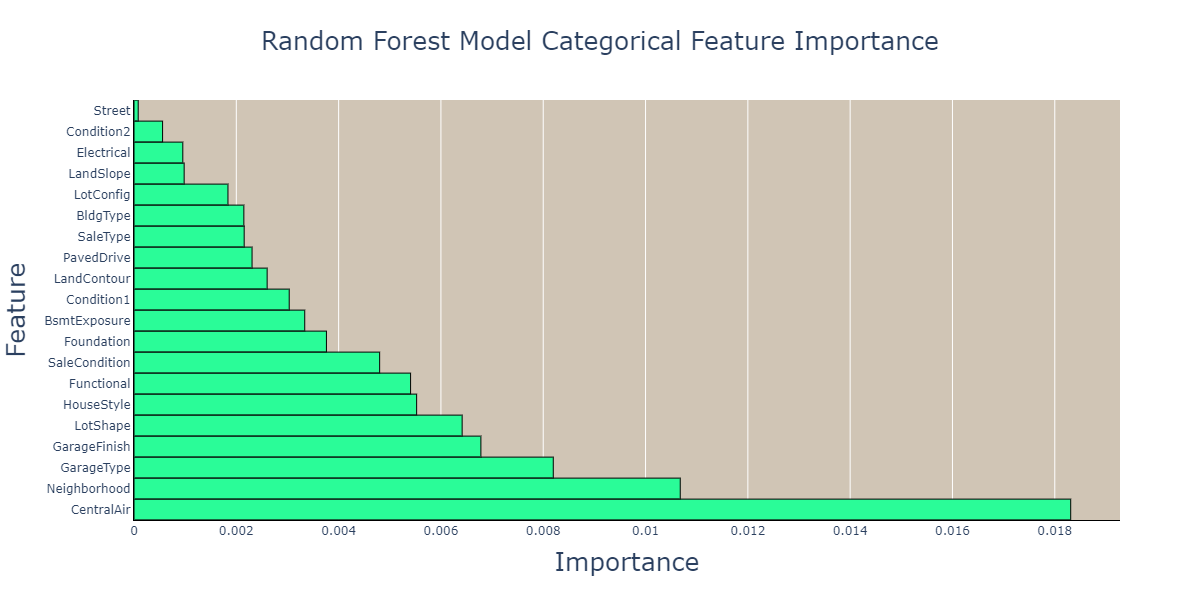 Random Forest Model Categorical Feature Importance
Feature
Street
Condition2
Electrical
LandSlope
LotConfig
BldgType
SaleType
PavedDrive
LandContour
Condition1
BsmtExposure
Foundation
SaleCondition
Functional
HouseStyle
LotShape
GarageFinish
GarageType
Neighborhood
CentralAir
0 0.002 0.004 0.006 0.008 0.01 0.012 0.014 0.016 0.018
Importance